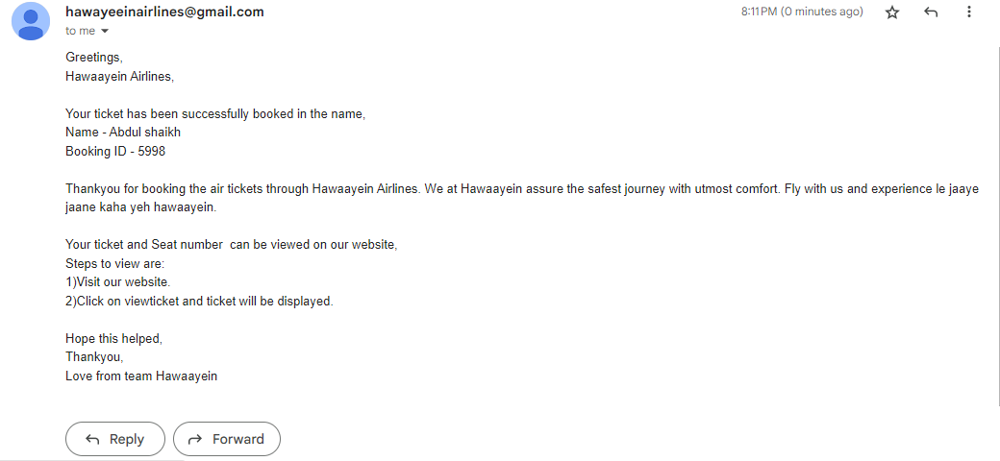 hawayeeinairlines@gmail.com
8:11 PM (0 minutes ago)
to me
Greetings,
Hawaayein Airlines,
Your ticket has been successfully booked in the name,
Name - Abdul shaikh
Booking ID - 5998
Thankyou for booking the air tickets through Hawaayein Airlines. We at Hawaayein assure the safest journey with utmost comfort. Fly with us and experience le jaaye
jaane kaha yeh hawaayein.
Your ticket and Seat number  can be viewed on our website,
Steps to view are:
1)Visit our website.
2)Click on viewticket and ticket will be displayed.
Hope this helped,
Thankyou,
Love from team Hawaayein
Reply
Forward